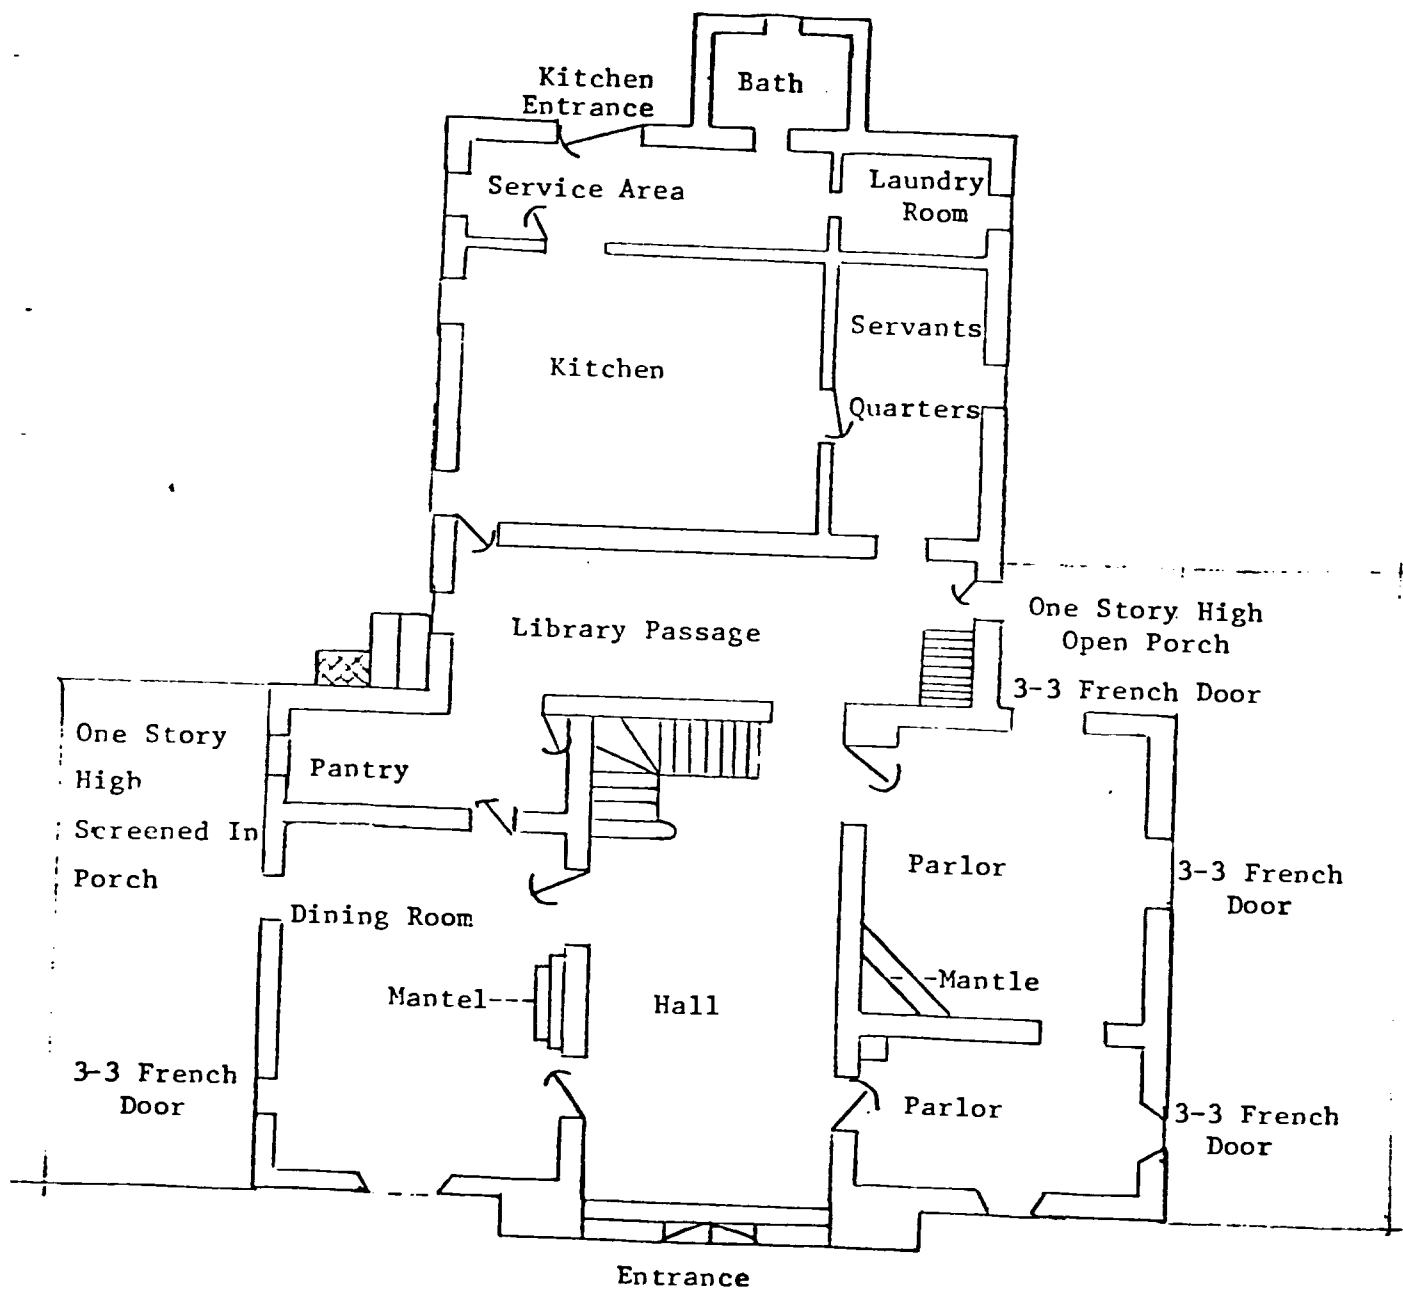 Kitchen
Entrance
Bath
Service Area
Laundry
Room
Kitchen
Servants
Quarters
Library Passage
One Story High
Open Porch
3-3 French Door
One Story
High
Screened In
Porch
Pantry
Dining Room
Parlor
3-3 French
Door
Mantel---
Hall
- -Mantle
3-3 French
Door
Parlor
3-3 French
Door
Entrance